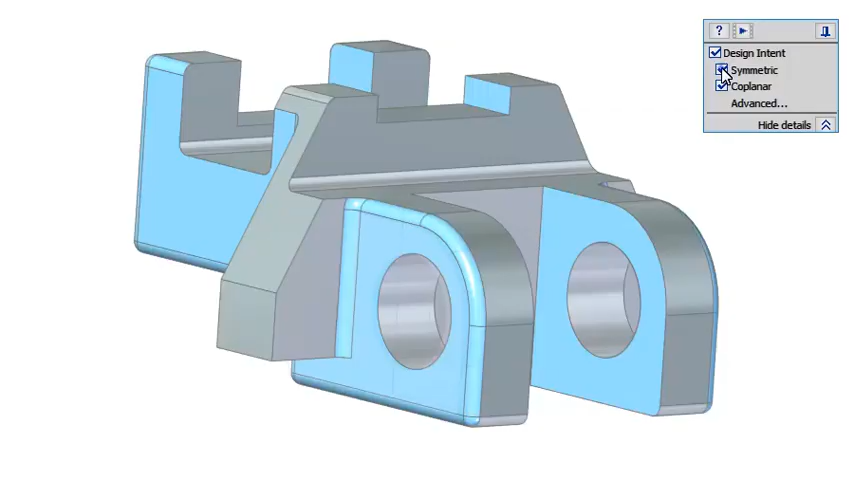 ?
Design Intent
Symmetric
Coplanar
Advanced...
Hide details